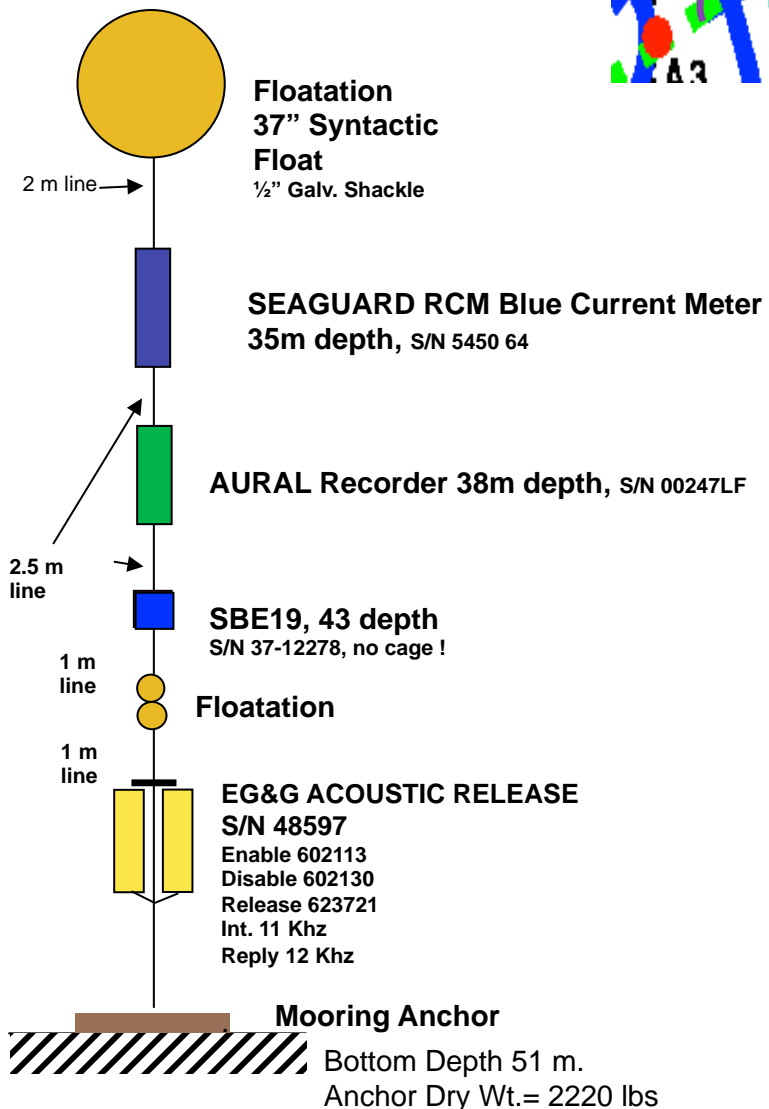 A3
Floatation
37” Syntactic
Float
½” Galv. Shackle
2 m line
SEAGUARD RCM Blue Current Meter
35m depth, S/N 5450 64
AURAL Recorder 38m depth, S/N 00247LF
2.5 m
line
SBE19, 43 depth
S/N 37-12278, no cage !
1 m
line
Floatation
1 m
line
EG&G ACOUSTIC RELEASE
S/N 48597
Enable 602113
Disable 602130
Release 623721
Int. 11 Khz
Reply 12 Khz
Mooring Anchor
Bottom Depth 51 m.
Anchor Dry Wt.= 2220 lbs